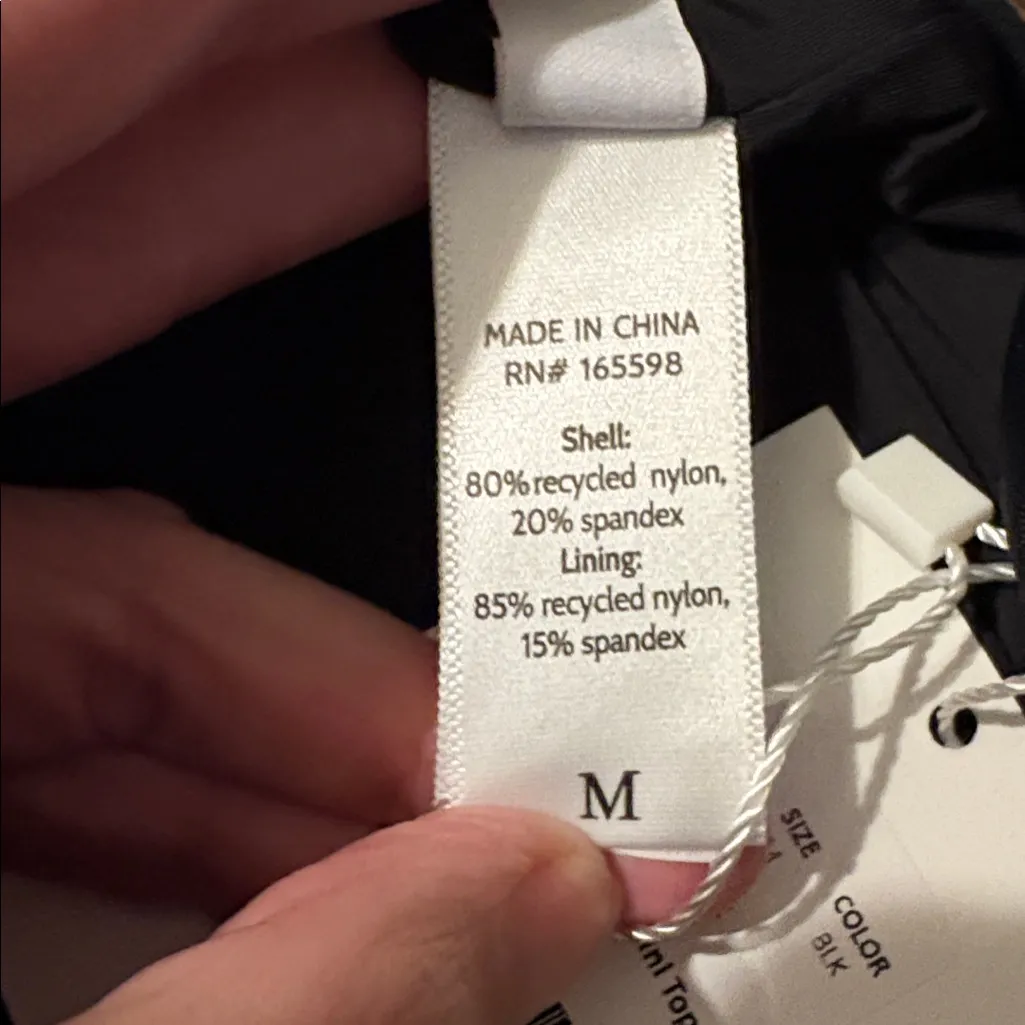 MADE IN CHINA
RN# 165598
Shell:
80% recycled nylon,
20% spandex
Lining:
85% recycled nylon,
15% spandex
M
SIZE
COLOR
BLK
Top